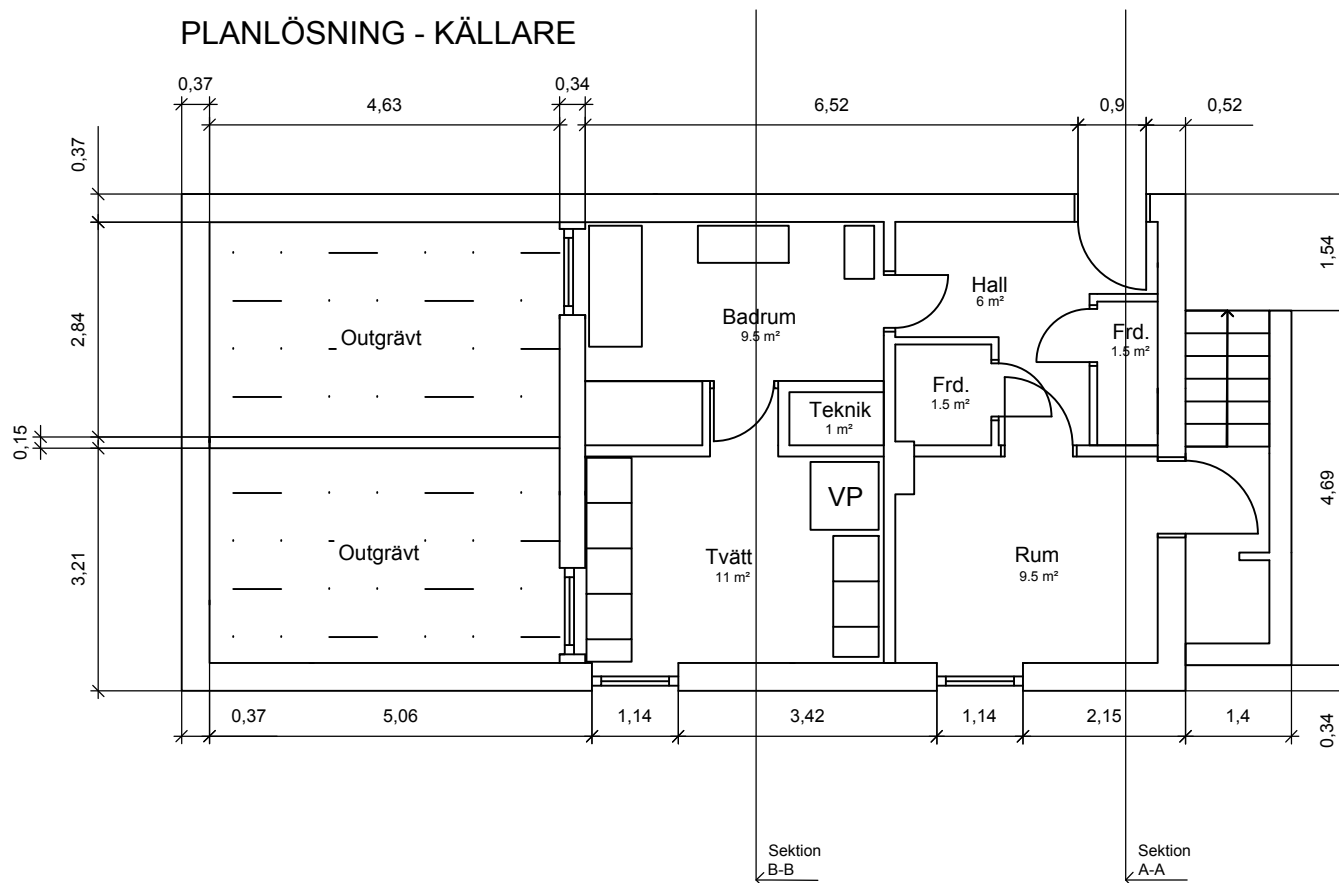 PLANLÖSNING - KÄLLARE
0,37
4,63
0,34
6,52
0,9
0,52
0,37
2,84
0,15
3,21
1,54
4,69
0,34
Outgrävt
Badrum
9.5 m²
Hall
6 m²
Frd.
1.5 m²
Frd.
1.5 m²
Teknik
1 m²
VP
Outgrävt
Tvätt
11 m²
Rum
9.5 m²
0,37
5,06
1,14
3,42
1,14
2,15
1,4
Sektion
B-B
Sektion
A-A